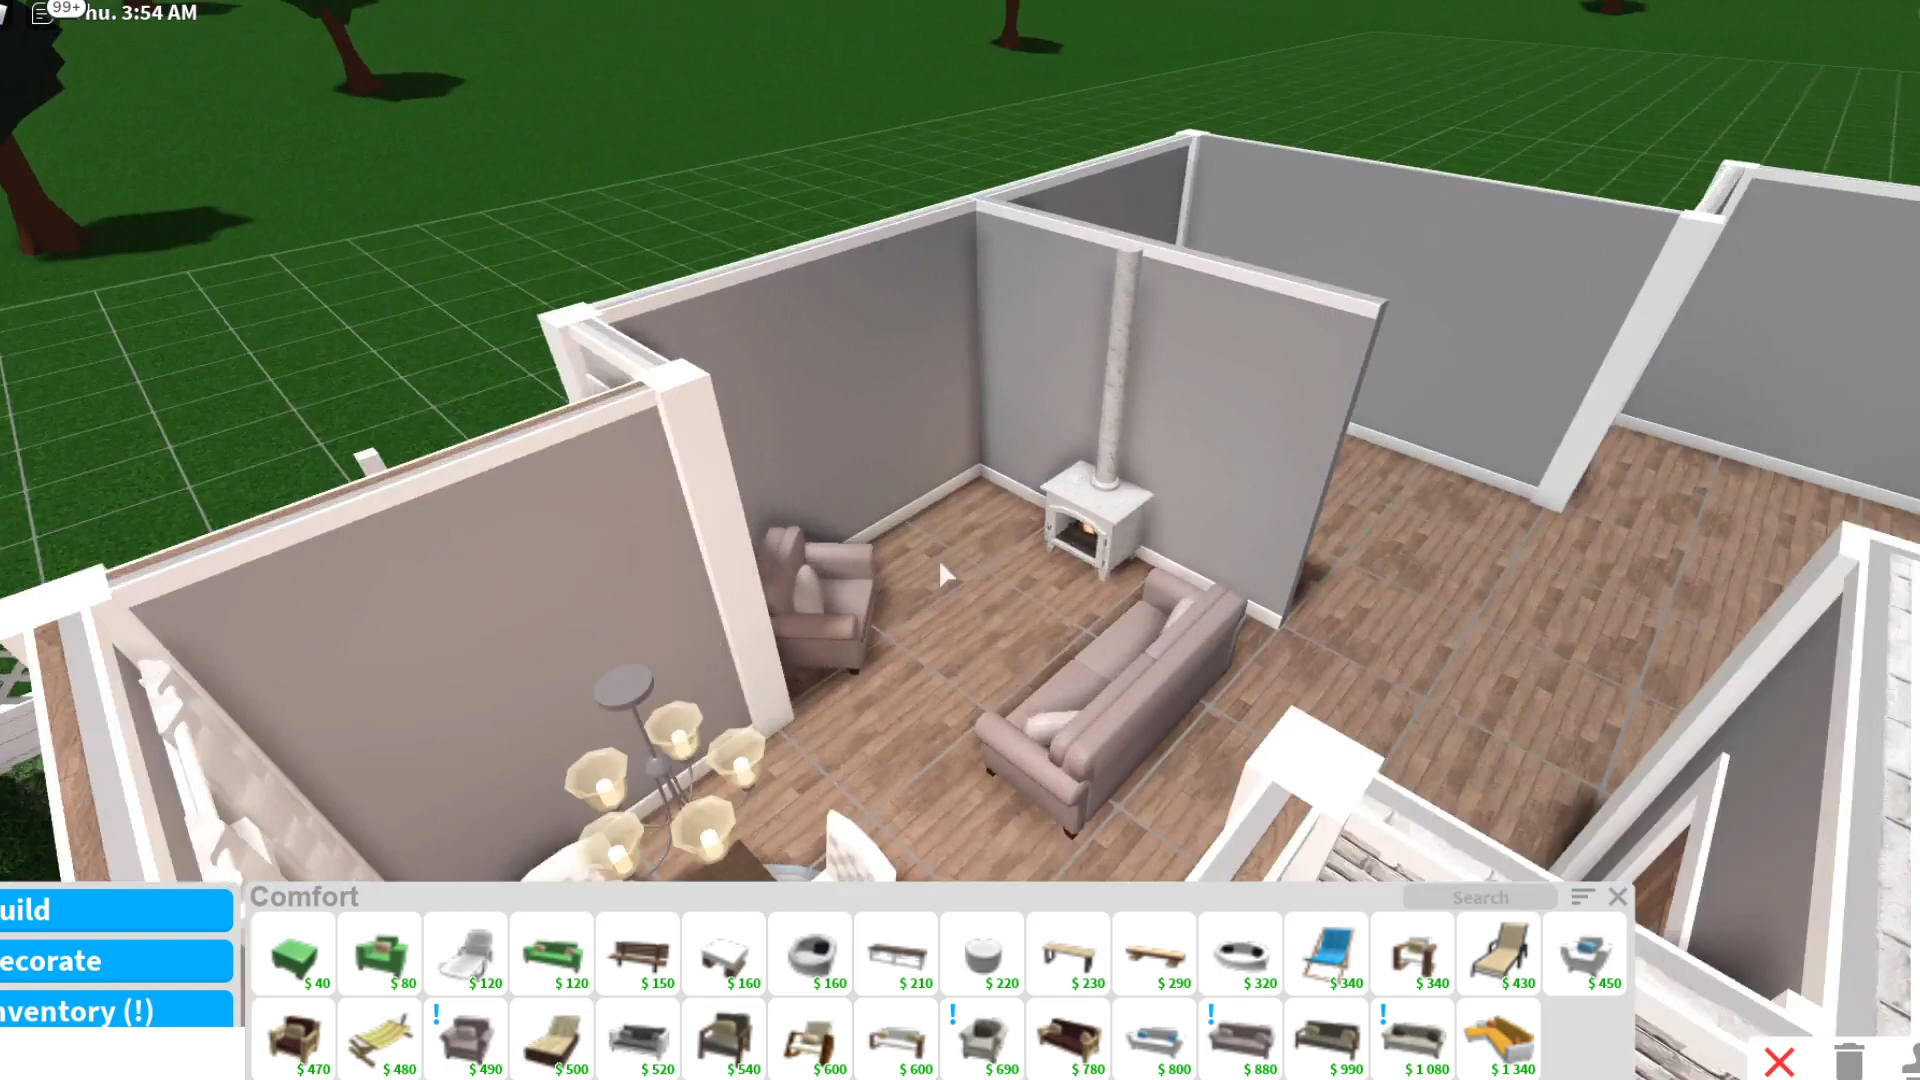 99+
hu. 3:54 AM
uild
ecorate
nventory (!)
Comfort
Search
$ 40 $ 80 $120 $ 120 $ 150 $ 160 $ 160 $ 210 $ 220 $ 230 $ 290 $ 320 $ 340 $ 340 $ 430 $ 450
! ! ! !
$ 470 $ 480 $ 490 $ 500 $ 520 $ 540 $ 600 $ 600 $ 690 $ 780 $ 800 $ 880 $ 990 $ 1 080 $ 1 340